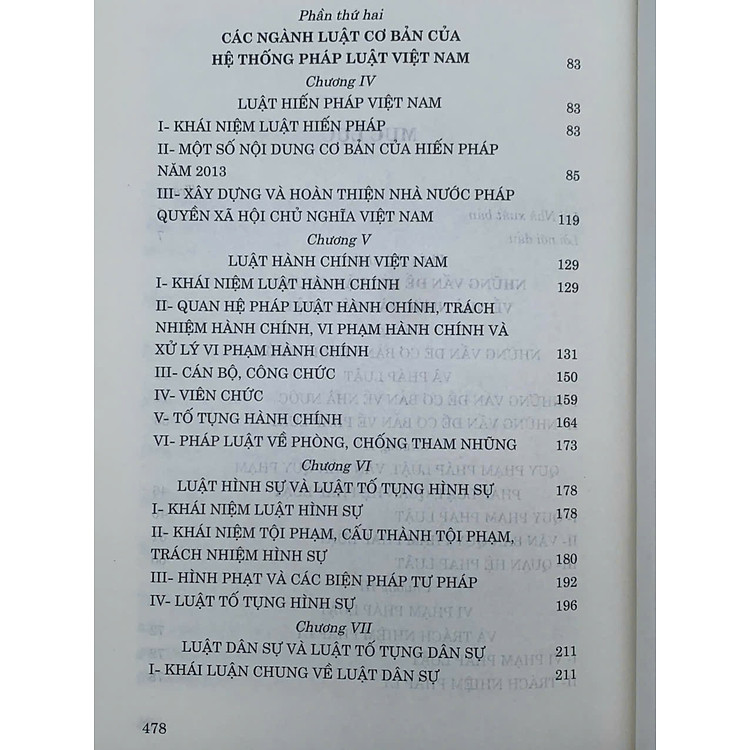 Phần thứ hai
CÁC NGÀNH LUẬT CƠ BẢN CỦA
HỆ THỐNG PHÁP LUẬT VIỆT NAM 83
Chương IV
LUẬT HIẾN PHÁP VIỆT NAM 83
I- KHÁI NIỆM LUẬT HIẾN PHÁP 83
II- MỘT SỐ NỘI DUNG CƠ BẢN CỦA HIẾN PHÁP
NĂM 2013 85
III- XÂY DỰNG VÀ HOÀN THIỆN NHÀ NƯỚC PHÁP
QUYỀN XÃ HỘI CHỦ NGHĨA VIỆT NAM 119
Chương V
LUẬT HÀNH CHÍNH VIỆT NAM 129
I- KHÁI NIỆM LUẬT HÀNH CHÍNH 129
II- QUAN HỆ PHÁP LUẬT HÀNH CHÍNH, TRÁCH
NHIỆM HÀNH CHÍNH, VI PHẠM HÀNH CHÍNH VÀ
XỬ LÝ VI PHẠM HÀNH CHÍNH 131
III- CÁN BỘ, CÔNG CHỨC 150
IV- VIÊN CHỨC 159
V- TỐ TỤNG HÀNH CHÍNH 164
VI- PHÁP LUẬT VỀ PHÒNG, CHỐNG THAM NHŨNG 173
Chương VI
LUẬT HÌNH SỰ VÀ LUẬT TỐ TỤNG HÌNH SỰ 178
I- KHÁI NIỆM LUẬT HÌNH SỰ 178
II- KHÁI NIỆM TỘI PHẠM, CẤU THÀNH TỘI PHẠM,
TRÁCH NHIỆM HÌNH SỰ 180
III- HÌNH PHẠT VÀ CÁC BIỆN PHÁP TƯ PHÁP 192
IV- LUẬT TỐ TỤNG HÌNH SỰ 196
Chương VII
LUẬT DÂN SỰ VÀ LUẬT TỐ TỤNG DÂN SỰ 211
I- KHÁI LUẬN CHUNG VỀ LUẬT DÂN SỰ 211
478